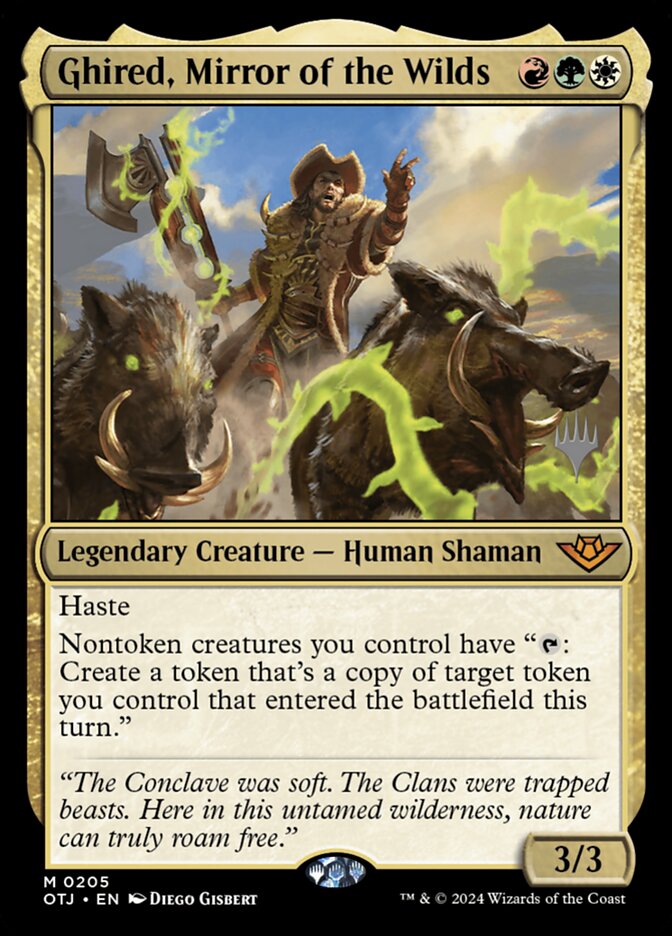 Ghired, Mirror of the Wilds
Legendary Creature — Human Shaman
Haste
Nontoken creatures you control have “ :
Create a token that’s a copy of target token
you control that entered the battlefield this
turn.”
“The Conclave was soft. The Clans were trapped
beasts. Here in this untamed wilderness, nature
can truly roam free.”
3/3
M 0205
OTJ • EN Diego Gisbert
™ & © 2024 Wizards of the Coast